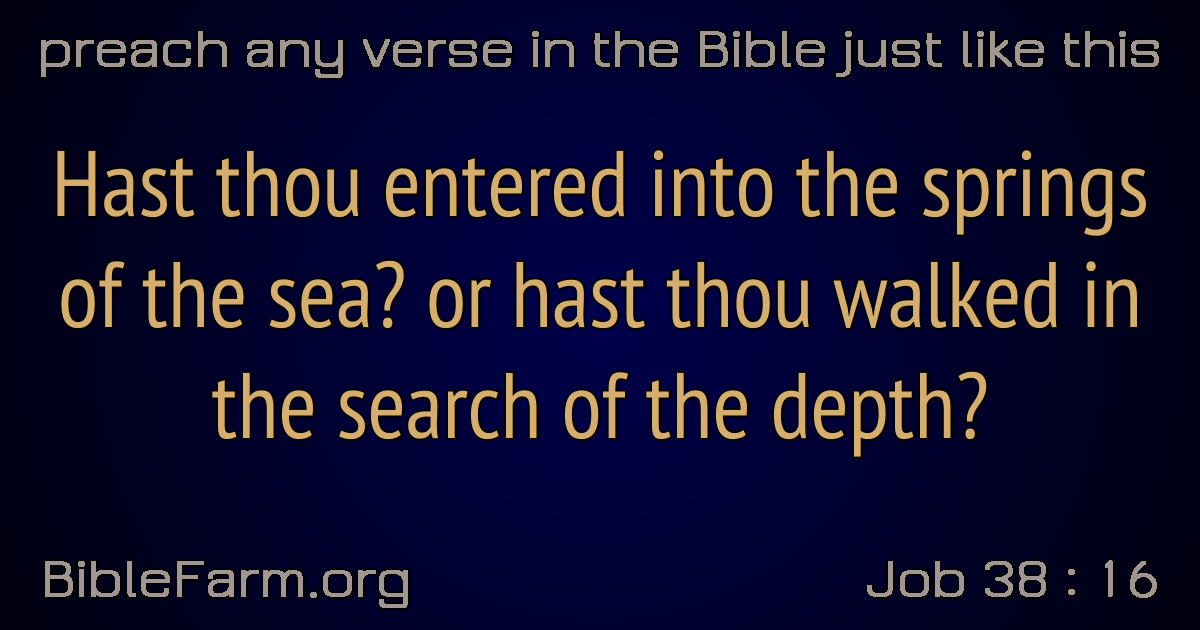 preach any verse in the Bible just like this
Hast thou entered into the springs
of the sea? or hast thou walked in
the search of the depth?
BibleFarm.org
Job 38 : 16